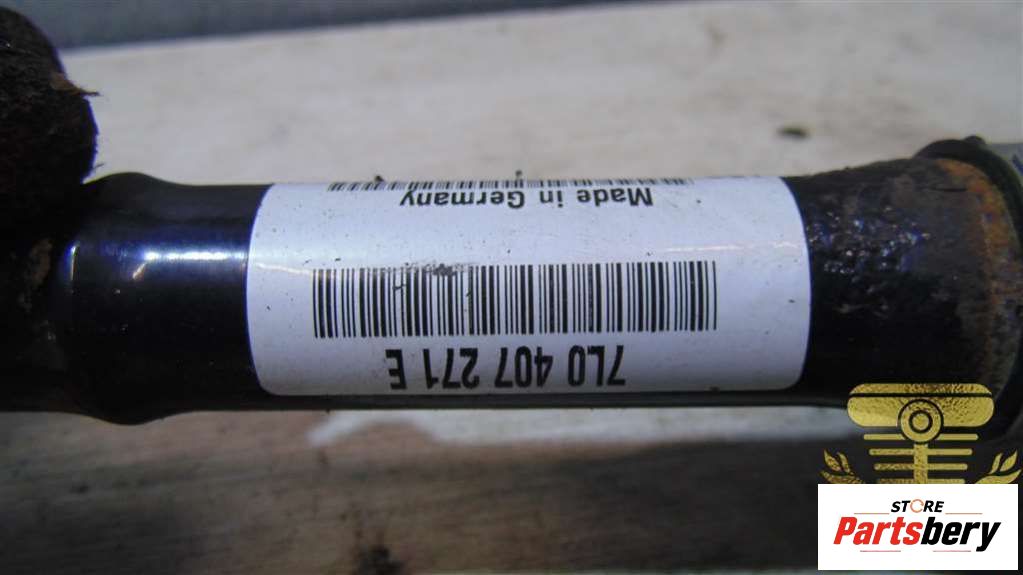 7L0 407 271 E
Made in Germany
STORE
Partsbery